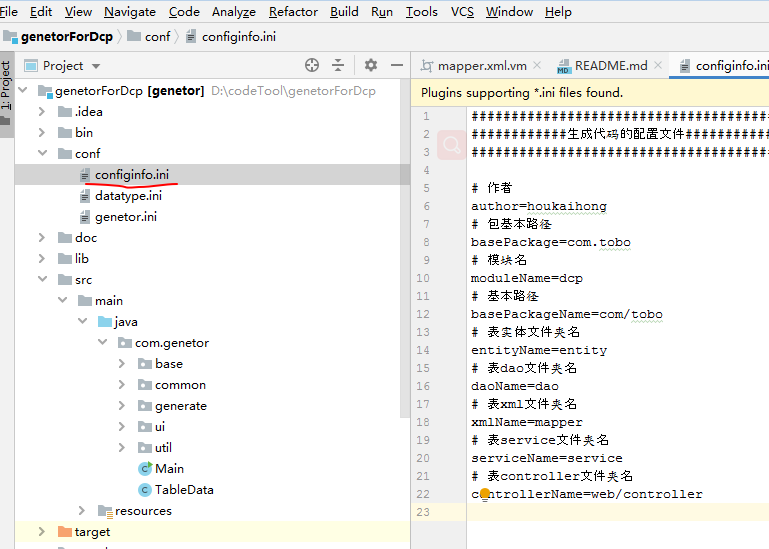 File Edit View Navigate Code Analyze Refactor Build Run Tools VCS Window Help
genetorForDcp conf configinfo.ini
1: Project
Project
genetorForDcp [genetor] D:\codeTool\genetorForDcp
.idea
bin
conf
configinfo.ini
datatype.ini
genetor.ini
doc
lib
src
main
java
com.genetor
base
common
generate
ui
util
Main
TableData
resources
target
mapper.xml.vm README.md configinfo.ini
Plugins supporting *.ini files found.
1 ######################################
2 ############生成代码的配置文件###########
3 ######################################
4
5 # 作者
6 author=houkaihong
7 # 包基本路径
8 basePackage=com.tobo
9 # 模块名
10 moduleName=dcp
11 # 基本路径
12 basePackageName=com/tobo
13 # 表实体文件夹名
14 entityName=entity
15 # 表dao文件夹名
16 daoName=dao
17 # 表xml文件夹名
18 xmlName=mapper
19 # 表service文件夹名
20 serviceName=service
21 # 表controller文件夹名
22 controllerName=web/controller
23